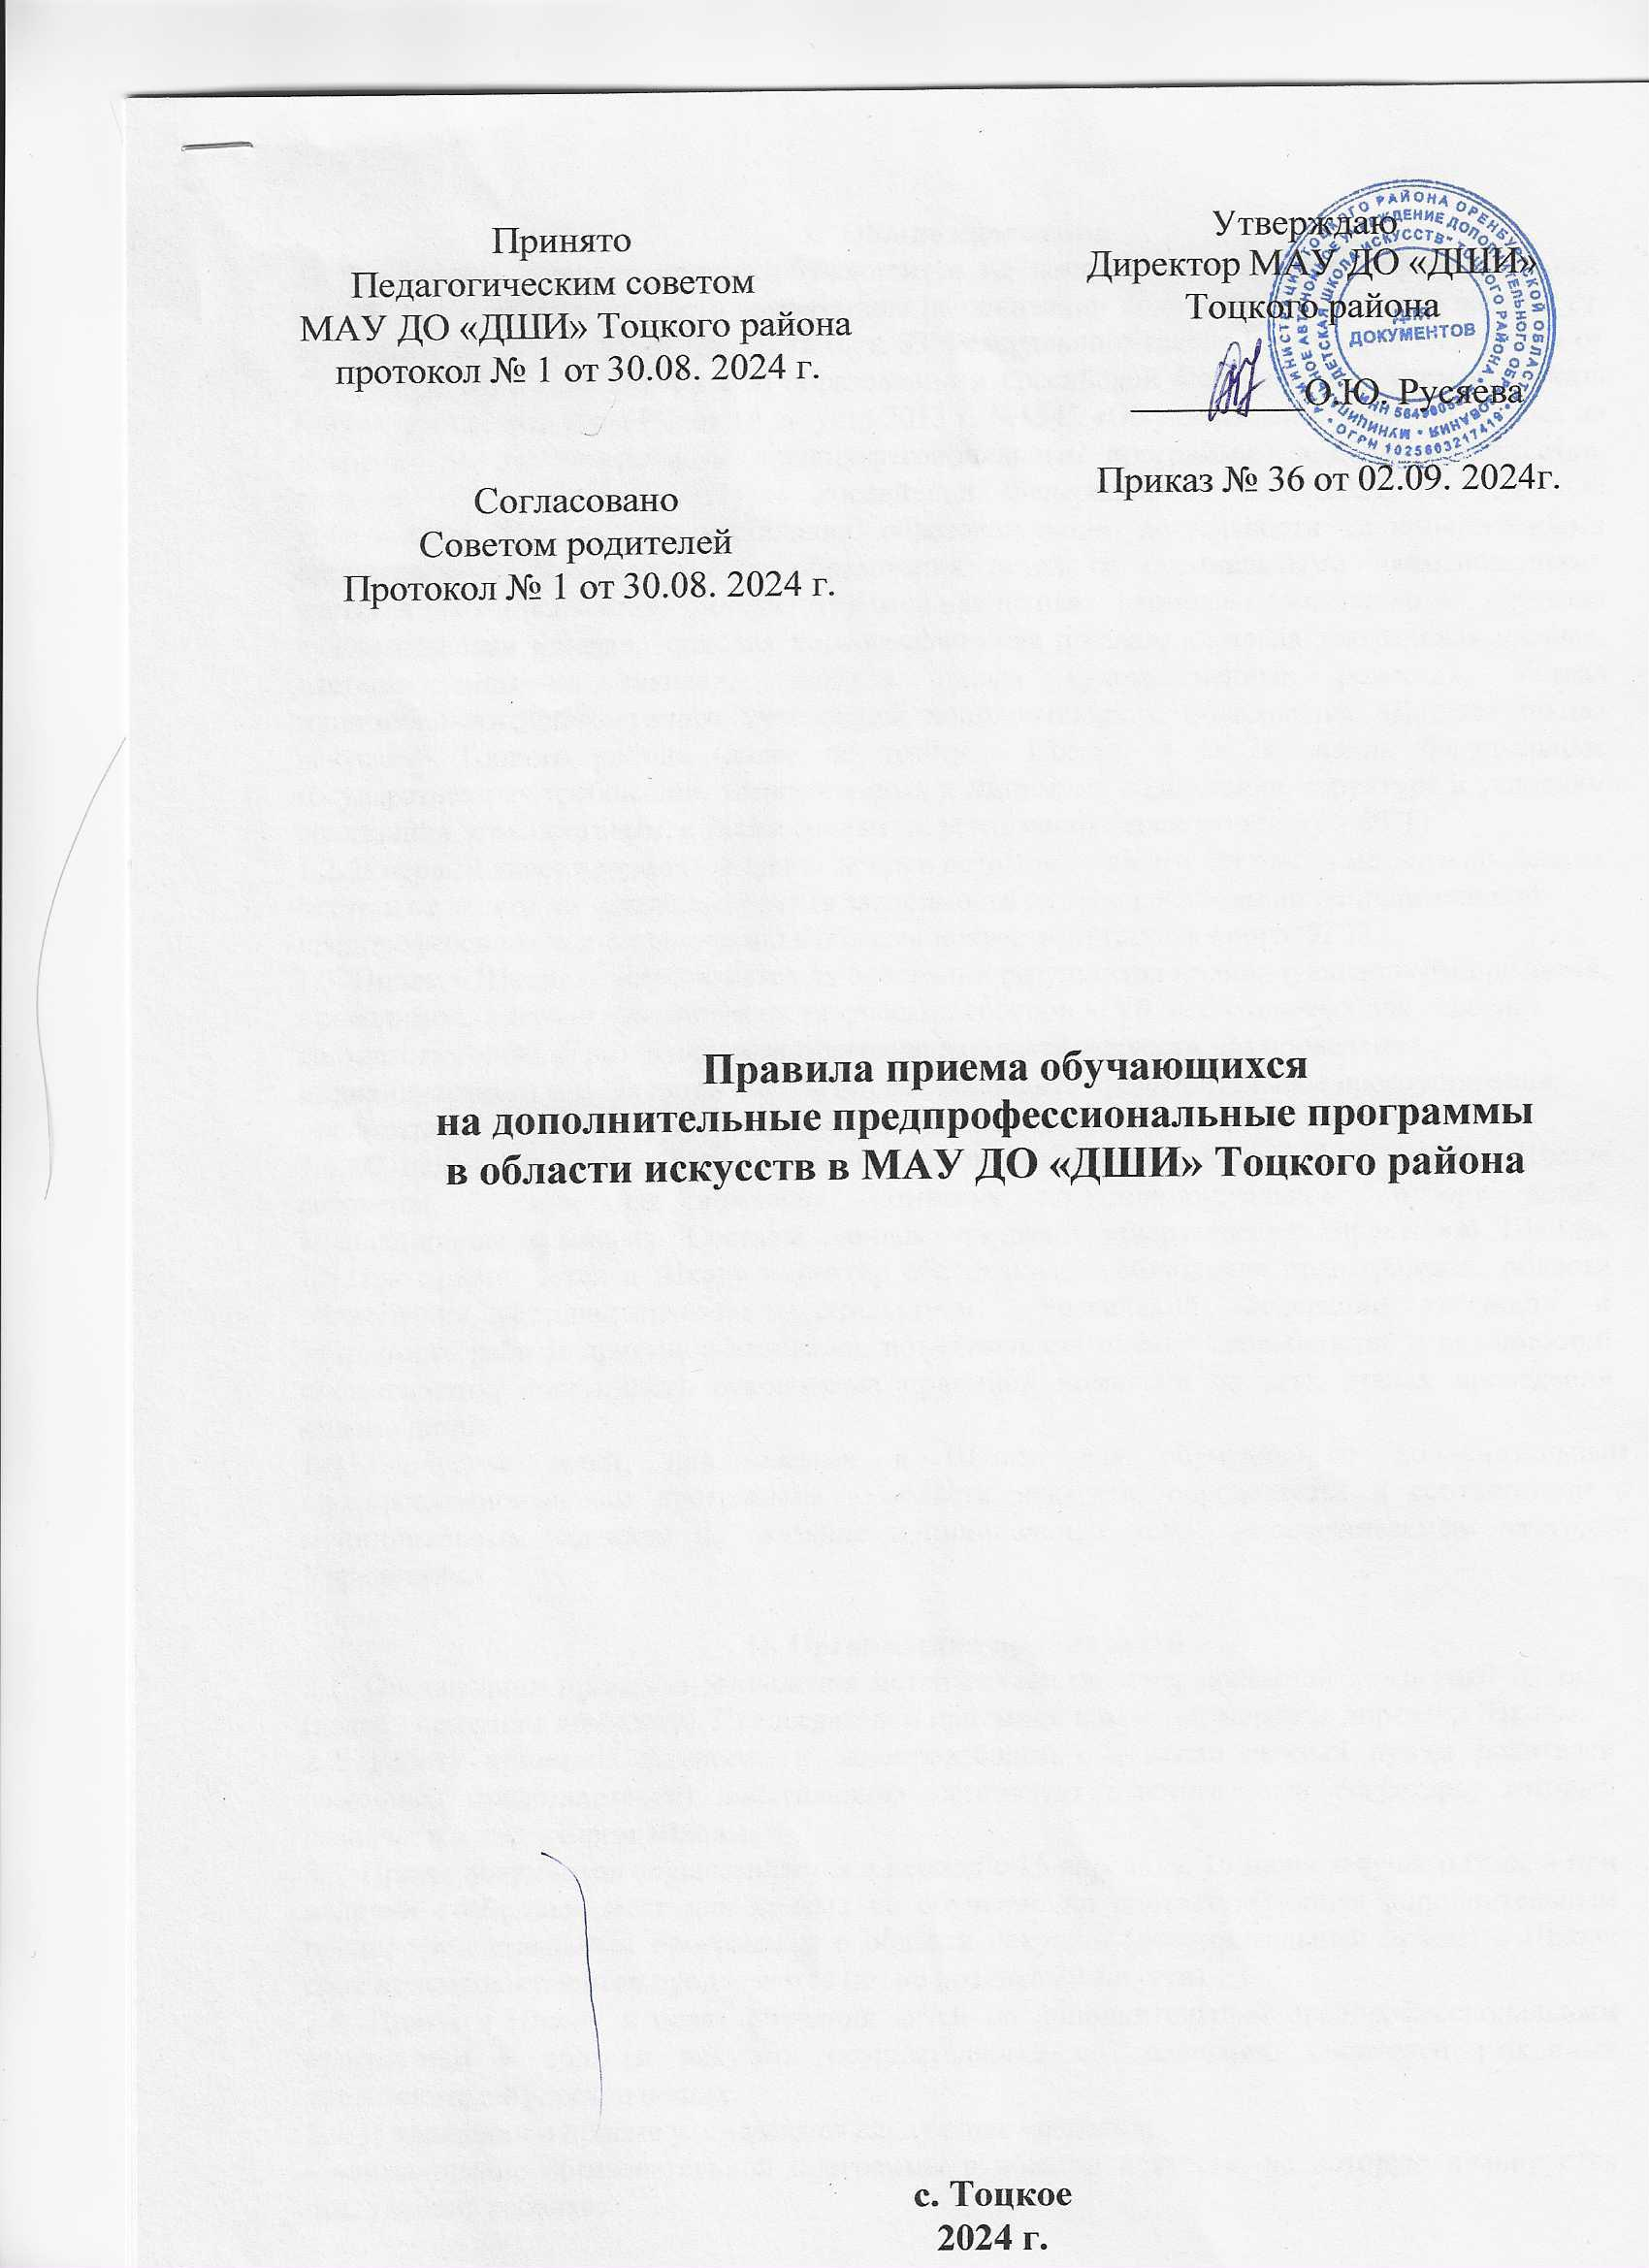 Принято
Педагогическим советом
МАУ ДО «ДШИ» Тоцкого района
протокол № 1 от 30.08. 2024 г.
Согласовано
Советом родителей
Протокол № 1 от 30.08. 2024 г.
Утверждаю
Директор МАУ ДО «ДШИ»
Тоцкого района
О.Ю. Русяева
Приказ № 36 от 02.09. 2024г.
ДЛЯ
ДОКУМЕНТОВ
Правила приема обучающихся
на дополнительные предпрофессиональные программы
в области искусств в МАУ ДО «ДШИ» Тоцкого района
с. Тоцкое
2024 г.